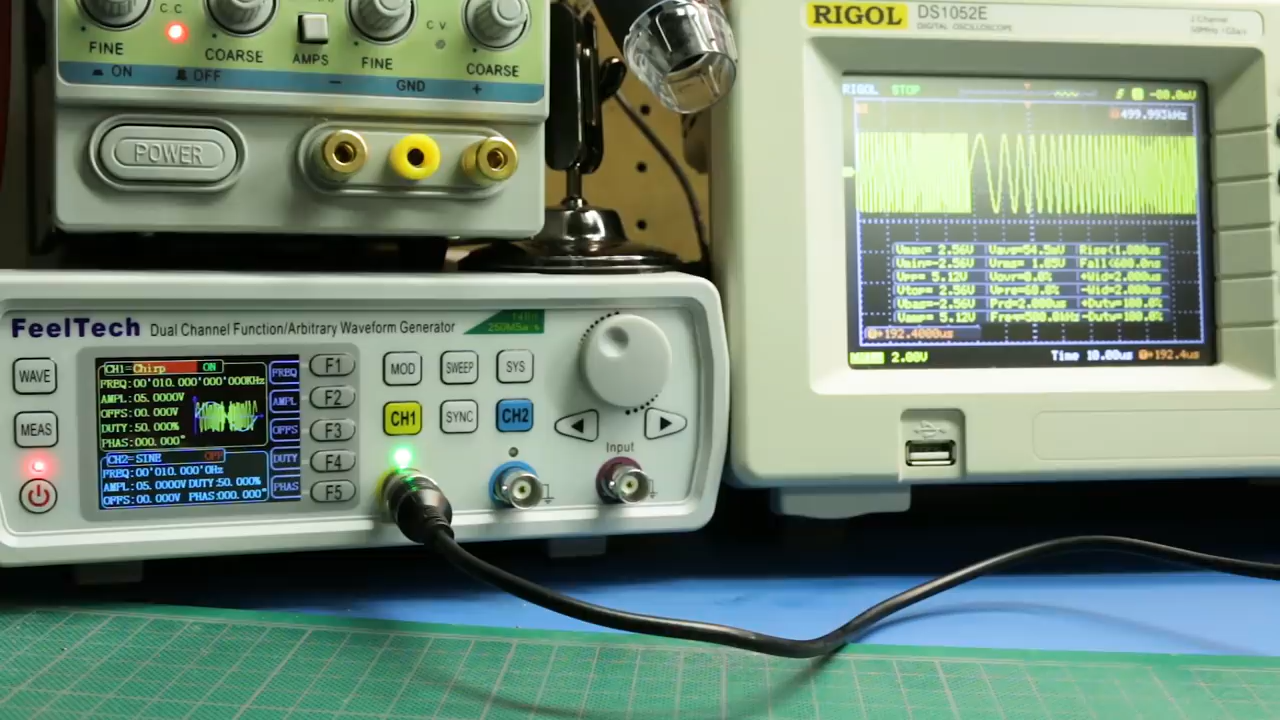 C C
C V
FINE
COARSE
AMPS
FINE
COARSE
ON
OFF
−
GND
+
POWER
RIGOL
DS1052E
DIGITAL OSCILLOSCOPE
2 Channel
RIGOL STOP
499.993kHz
Vmax= 2.56V Vavg=54.5mV Rise<1.000us
Vmin=-2.56V Vrms= 1.85V Fall<600.0ns
Vpp= 5.12V Vovr=0.0% +Wid=2.000us
Vtop= 2.56V -Wid=2.000us
Vbas=-2.56V Prd=2.000us +Duty=100.0%
Vamp= 5.12V Freq=500.0kHz -Duty=100.0%
+192.4000us
2.00V Time 10.00us +192.4us
FeelTech Dual Channel Function/Arbitrary Waveform Generator
250MSa/s
WAVE
MEAS
CH1=Chirp ON
FREQ:00'010.000'000'000KHz
AMPL:05.0000V
OFFS:00.000V
DUTY:50.000%
PHAS:000.000°
CH2=SINE OFF
FREQ:00'010.000'0Hz
AMPL:05.0000V DUTY:50.000%
OFFS:00.000V PHAS:000.000°
FREQ
AMPL
OFFS
DUTY
PHAS
F1
F2
F3
F4
F5
MOD
SWEEP
SYS
CH1
SYNC
CH2
Input